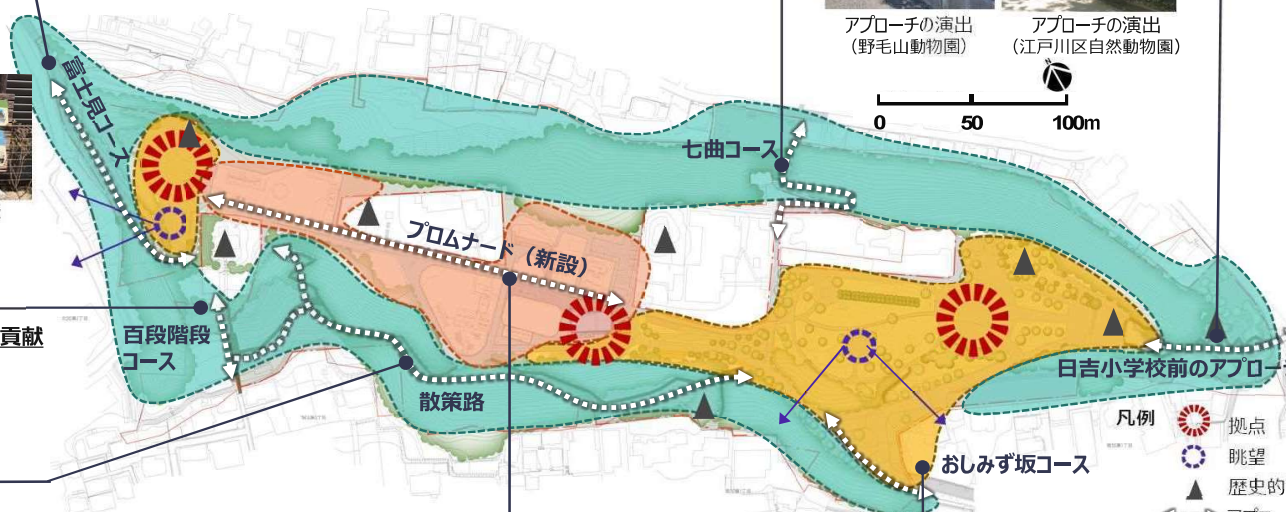 アプローチの演出
（野毛山動物園）
アプローチの演出
（江戸川区自然動物園）
0 50 100m
富士見コース
七曲コース
プロムナード（新設）
貢献
百段階段
コース
散策路
日吉小学校前のアプロー
おしみず坂コース
凡例
拠点
眺望
歴史的